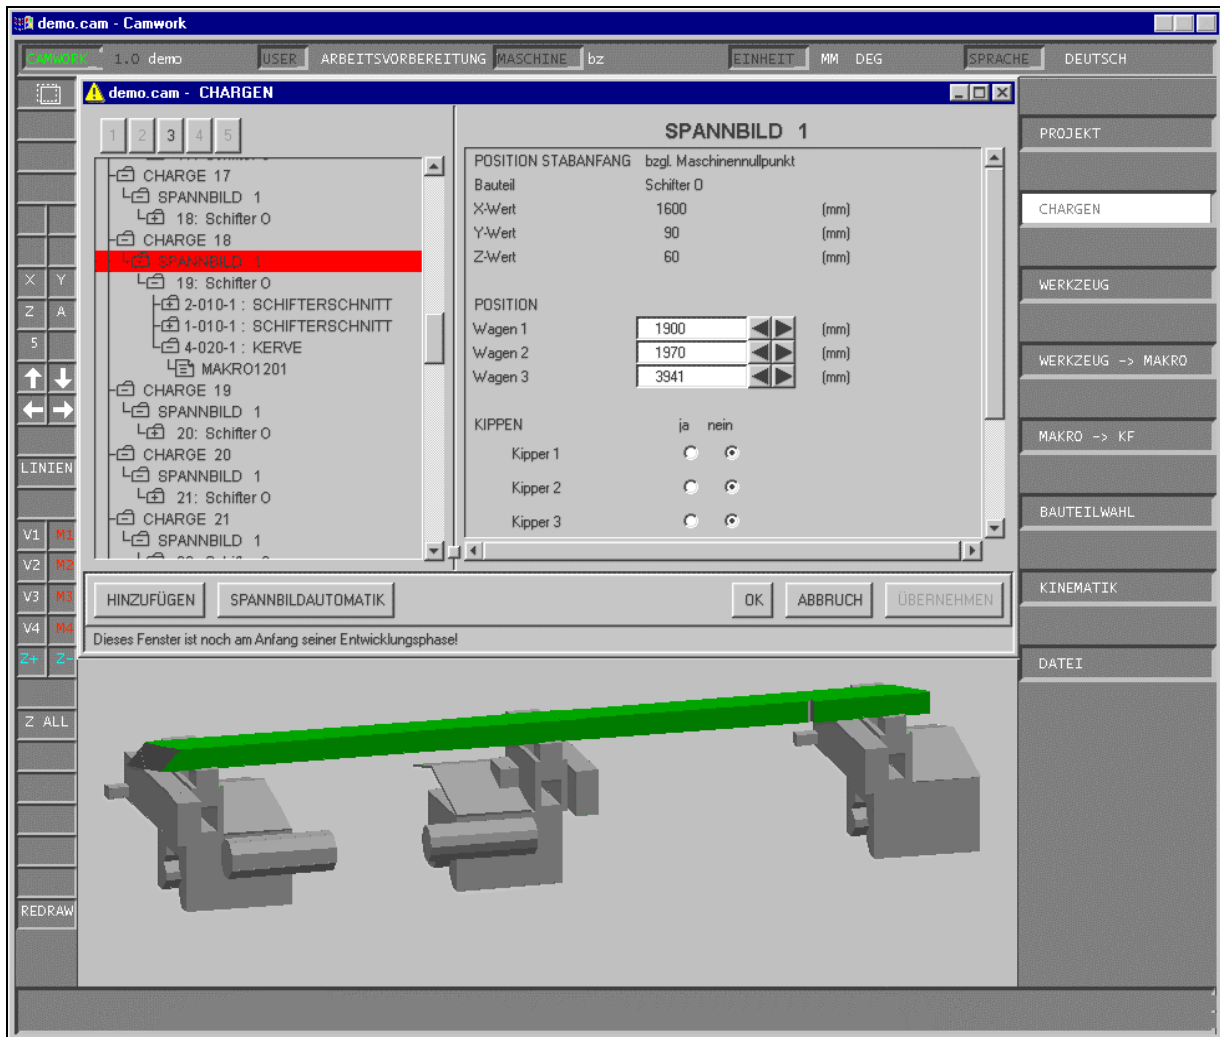 demo.cam - Camwork
CAMWORK 1.0 demo USER ARBEITSVORBEREITUNG MASCHINE bz EINHEIT MM DEG SPRACHE DEUTSCH
demo.cam - CHARGEN
1 2 3 4 5
CHARGE 17
SPANNBILD 1
18: Schifter O
CHARGE 18
SPANNBILD 1
19: Schifter O
2-010-1 : SCHIFTERSCHNITT
1-010-1 : SCHIFTERSCHNITT
4-020-1 : KERVE
MAKRO1201
CHARGE 19
SPANNBILD 1
20: Schifter O
CHARGE 20
SPANNBILD 1
21: Schifter O
CHARGE 21
SPANNBILD 1
SPANNBILD 1
POSITION STABANFANG bzgl. Maschinennullpunkt
Bauteil Schifter O
X-Wert 1600 (mm)
Y-Wert 90 (mm)
Z-Wert 60 (mm)
POSITION
Wagen 1 1900 (mm)
Wagen 2 1970 (mm)
Wagen 3 3941 (mm)
KIPPEN ja nein
Kipper 1
Kipper 2
Kipper 3
HINZUFÜGEN SPANNBILDAUTOMATIK OK ABBRUCH ÜBERNEHMEN
Dieses Fenster ist noch am Anfang seiner Entwicklungsphase!
X Y
Z A
5
LINIEN
V1 M1
V2 M2
V3 M3
V4 M4
Z+ Z-
Z ALL
REDRAW
PROJEKT
CHARGEN
WERKZEUG
WERKZEUG -> MAKRO
MAKRO -> KF
BAUTEILWAHL
KINEMATIK
DATEI